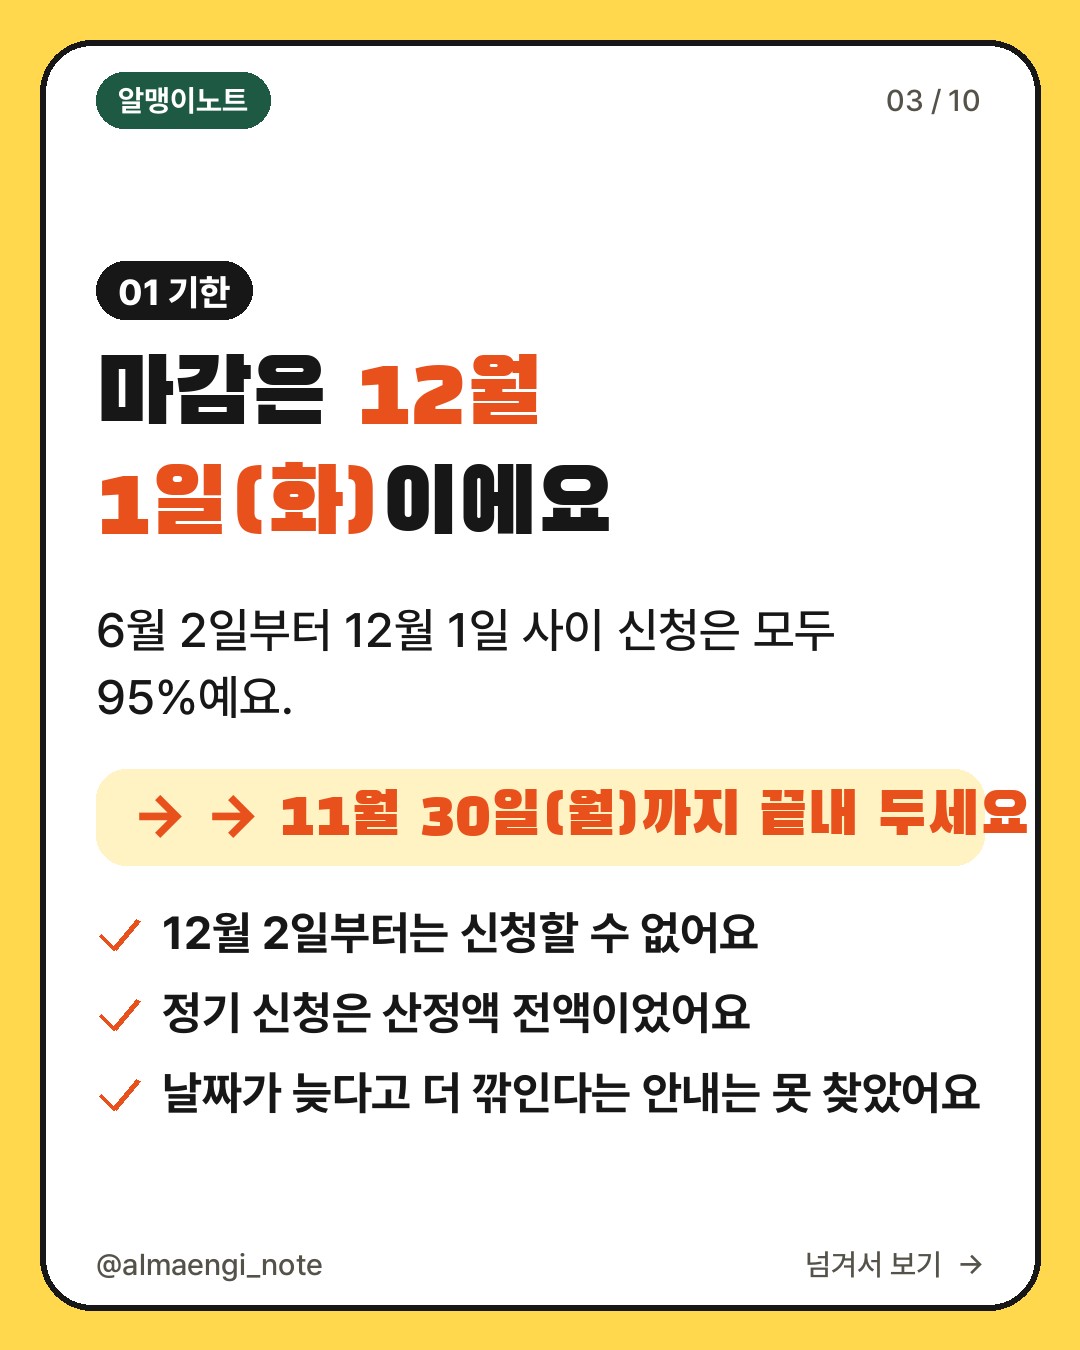 알맹이노트
03 / 10
01 기한
마감은 12월
1일(화)이에요
6월 2일부터 12월 1일 사이 신청은 모두
95%예요.
→ → 11월 30일(월)까지 끝내 두세요
12월 2일부터는 신청할 수 없어요
정기 신청은 산정액 전액이었어요
날짜가 늦다고 더 깎인다는 안내는 못 찾았어요
@almaengi_note
넘겨서 보기 →